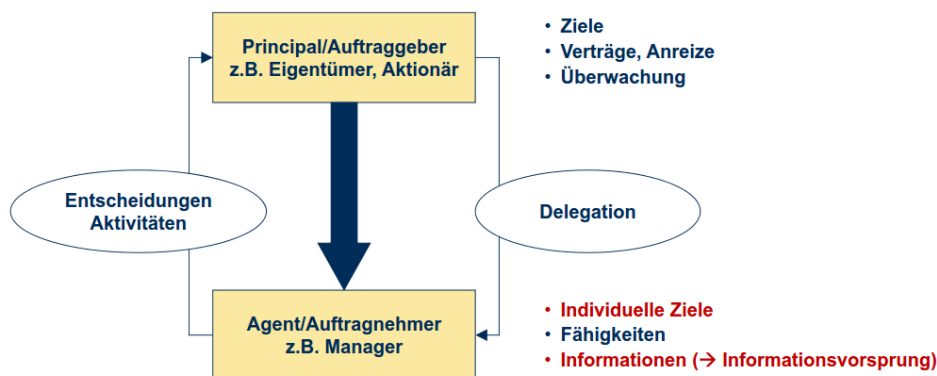 Principal/Auftraggeber
z.B. Eigentümer, Aktionär
• Ziele
• Verträge, Anreize
• Überwachung
Entscheidungen
Aktivitäten
Delegation
Agent/Auftragnehmer
z.B. Manager
• Individuelle Ziele
• Fähigkeiten
• Informationen (→ Informationsvorsprung)